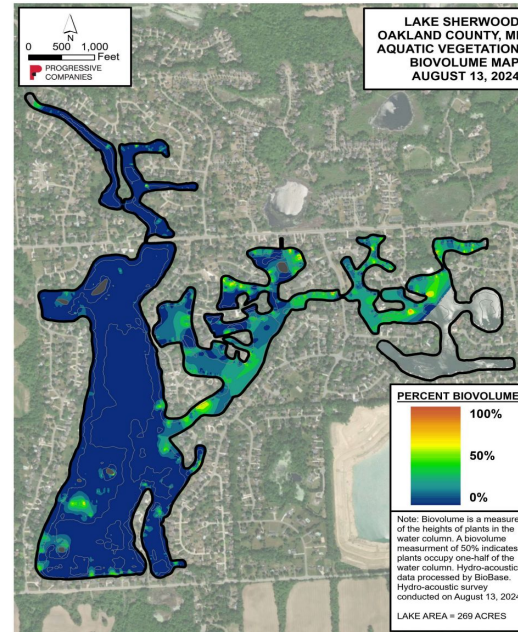 N
0 500 1,000
Feet
PROGRESSIVE
COMPANIES
LAKE SHERWOOD
OAKLAND COUNTY, MI
AQUATIC VEGETATION
BIOVOLUME MAP
AUGUST 13, 2024
PERCENT BIOVOLUME
100%
50%
0%
Note: Biovolume is a measure
of the heights of plants in the
water column. A biovolume
measurment of 50% indicates
plants occupy one-half of the
water column. Hydro-acoustic
data processed by BioBase.
Hydro-acoustic survey
conducted on August 13, 2024
LAKE AREA = 269 ACRES